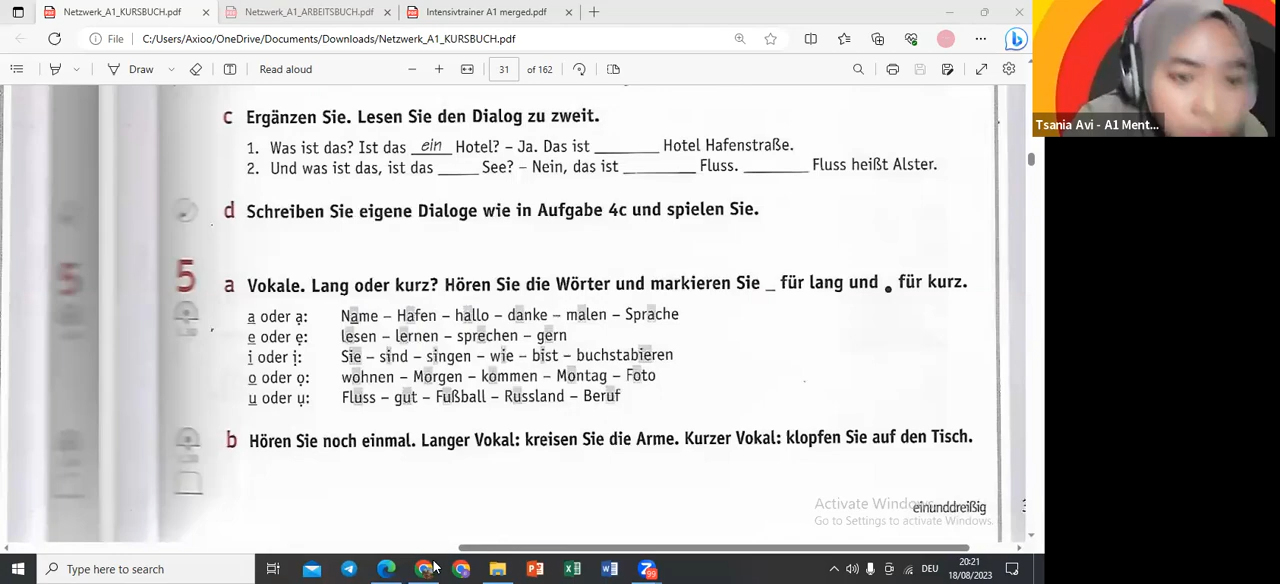 Netzwerk_A1_KURSBUCH.pdf
Netzwerk_A1_ARBEITSBUCH.pdf
Intensivtrainer A1 merged.pdf
File
C:/Users/Axioo/OneDrive/Documents/Downloads/Netzwerk_A1_KURSBUCH.pdf
Draw
Read aloud
31 of 162
Tsania Avi - A1 Ment...
c Ergänzen Sie. Lesen Sie den Dialog zu zweit.
1. Was ist das? Ist das _ein_ Hotel? – Ja. Das ist _______ Hotel Hafenstraße.
2. Und was ist das, ist das _____ See? – Nein, das ist ________ Fluss. _______ Fluss heißt Alster.
d Schreiben Sie eigene Dialoge wie in Aufgabe 4c und spielen Sie.
5
5
a Vokale. Lang oder kurz? Hören Sie die Wörter und markieren Sie _ für lang und . für kurz.
a oder ạ: Name – Hafen – hallo – danke – malen – Sprache
e oder ẹ: lesen – lernen – sprechen – gern
i oder ị: Sie – sind – singen – wie – bist – buchstabieren
o oder ọ: wohnen – Morgen – kommen – Montag – Foto
u oder ụ: Fluss – gut – Fußball – Russland – Beruf
b Hören Sie noch einmal. Langer Vokal: kreisen Sie die Arme. Kurzer Vokal: klopfen Sie auf den Tisch.
Activate Windows
einunddreißig
Go to Settings to activate Windows.
Type here to search
99
DEU
20:21
18/08/2023